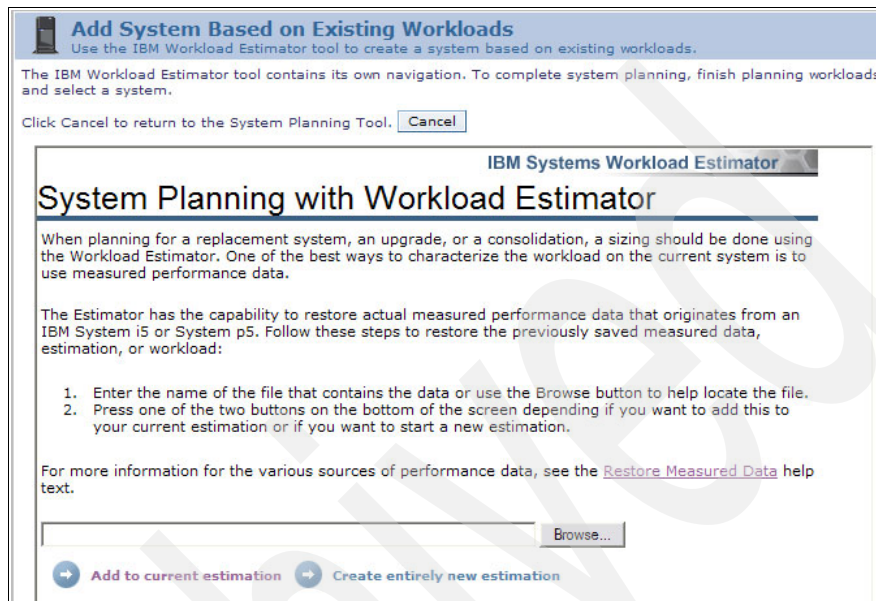 Add System Based on Existing Workloads
Use the IBM Workload Estimator tool to create a system based on existing workloads.
The IBM Workload Estimator tool contains its own navigation. To complete system planning, finish planning workloads
and select a system.
Click Cancel to return to the System Planning Tool. Cancel
IBM Systems Workload Estimator
System Planning with Workload Estimator
When planning for a replacement system, an upgrade, or a consolidation, a sizing should be done using
the Workload Estimator. One of the best ways to characterize the workload on the current system is to
use measured performance data.
The Estimator has the capability to restore actual measured performance data that originates from an
IBM System i5 or System p5. Follow these steps to restore the previously saved measured data,
estimation, or workload:
1. Enter the name of the file that contains the data or use the Browse button to help locate the file.
2. Press one of the two buttons on the bottom of the screen depending if you want to add this to
your current estimation or if you want to start a new estimation.
For more information for the various sources of performance data, see the Restore Measured Data help
text.
Browse...
Add to current estimation Create entirely new estimation